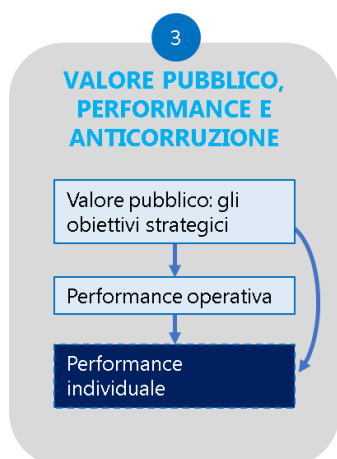 3
VALORE PUBBLICO,
PERFORMANCE E
ANTICORRUZIONE
Valore pubblico: gli
obiettivi strategici
Performance operativa
Performance
individuale